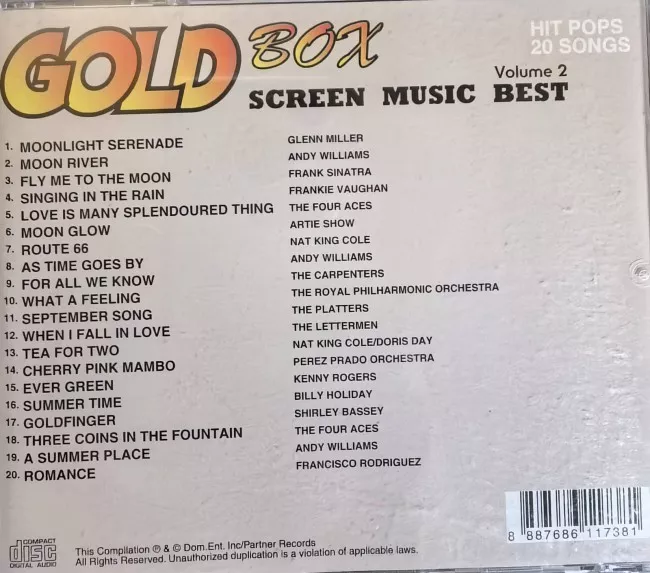 GOLD BOX
HIT POPS
20 SONGS
Volume 2
SCREEN MUSIC BEST
1. MOONLIGHT SERENADE GLENN MILLER
2. MOON RIVER ANDY WILLIAMS
3. FLY ME TO THE MOON FRANK SINATRA
4. SINGING IN THE RAIN FRANKIE VAUGHAN
5. LOVE IS MANY SPLENDOURED THING THE FOUR ACES
6. MOON GLOW ARTIE SHOW
7. ROUTE 66 NAT KING COLE
8. AS TIME GOES BY ANDY WILLIAMS
9. FOR ALL WE KNOW THE CARPENTERS
10. WHAT A FEELING THE ROYAL PHILHARMONIC ORCHESTRA
11. SEPTEMBER SONG THE PLATTERS
12. WHEN I FALL IN LOVE THE LETTERMEN
13. TEA FOR TWO NAT KING COLE/DORIS DAY
14. CHERRY PINK MAMBO PEREZ PRADO ORCHESTRA
15. EVER GREEN KENNY ROGERS
16. SUMMER TIME BILLY HOLIDAY
17. GOLDFINGER SHIRLEY BASSEY
18. THREE COINS IN THE FOUNTAIN THE FOUR ACES
19. A SUMMER PLACE ANDY WILLIAMS
20. ROMANCE FRANCISCO RODRIGUEZ
COMPACT
disc
DIGITAL AUDIO
This Compilation ℗ & © Dom.Ent. Inc/Partner Records
All Rights Reserved. Unauthorized duplication is a violation of applicable laws.
8 887686 117381